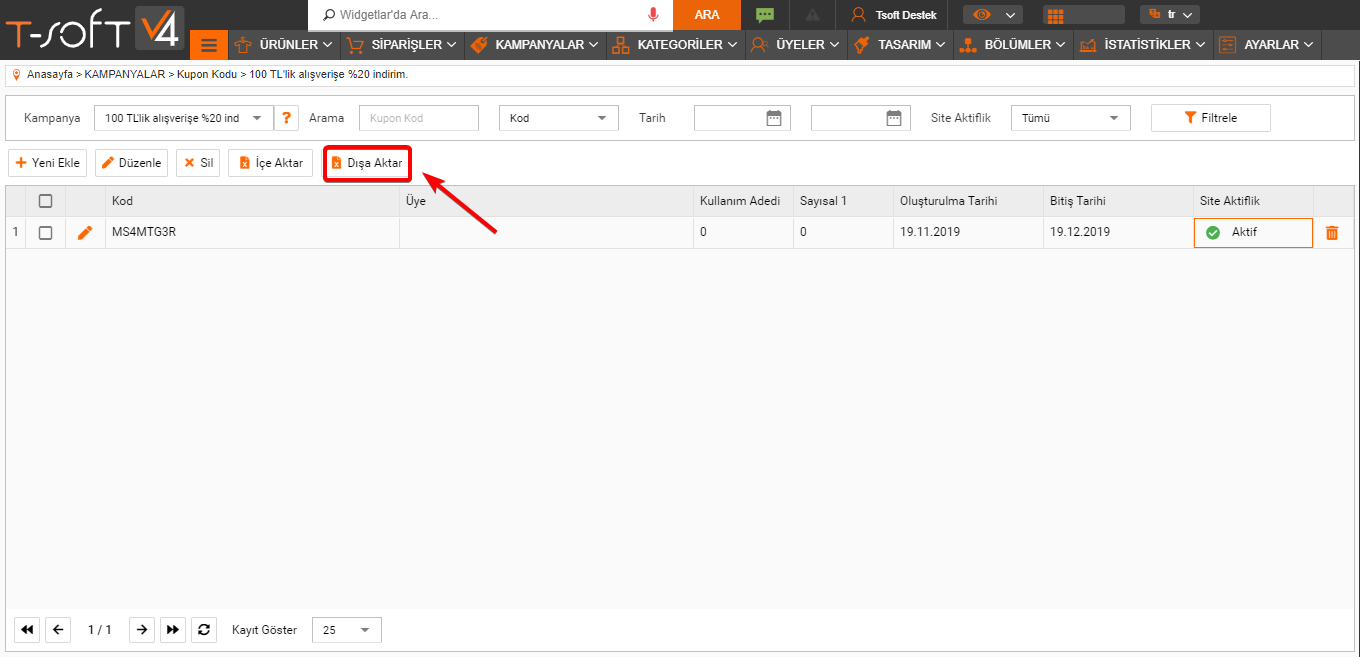 T-SOFT V4
Widgetlar'da Ara...
ARA
Tsoft Destek
tr
ÜRÜNLER
SİPARİŞLER
KAMPANYALAR
KATEGORİLER
ÜYELER
TASARIM
BÖLÜMLER
İSTATİSTİKLER
AYARLAR
Anasayfa > KAMPANYALAR > Kupon Kodu > 100 TL'lik alışverişe %20 indirim.
Kampanya
100 TL'lik alışverişe %20 ind
?
Arama
Kupon Kod
Kod
Tarih
Site Aktiflik
Tümü
Filtrele
Yeni Ekle
Düzenle
Sil
İçe Aktar
Dışa Aktar
Kod
Üye
Kullanım Adedi
Sayısal 1
Oluşturulma Tarihi
Bitiş Tarihi
Site Aktiflik
1
MS4MTG3R
0
0
19.11.2019
19.12.2019
Aktif
1 / 1
Kayıt Göster
25